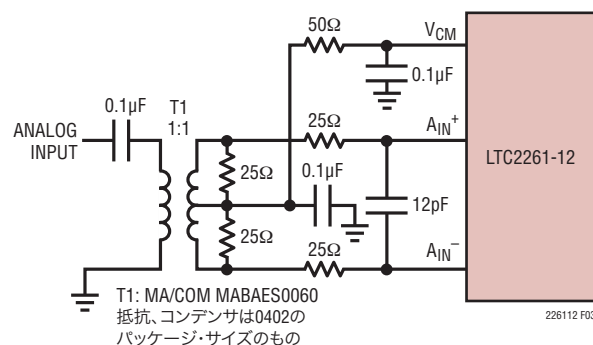 50Ω
VCM
0.1µF
0.1µF
T1
1:1
25Ω
AIN+
ANALOG
INPUT
25Ω
0.1µF
LTC2261-12
12pF
25Ω
25Ω
AIN−
T1: MA/COM MABAES0060
抵抗、コンデンサは0402の
パッケージ・サイズのもの
226112 F03